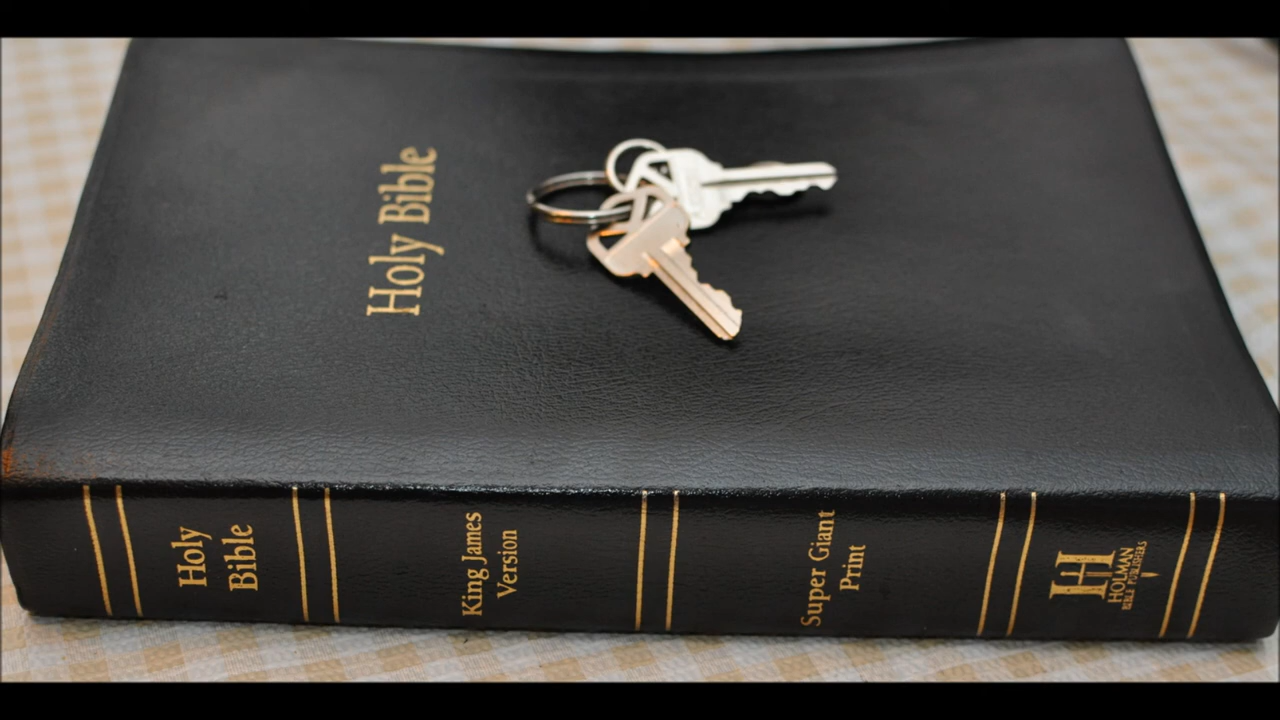 Holy Bible
Holy
Bible
King James
Version
Super Giant
Print
HOLMAN
BIBLE PUBLISHERS